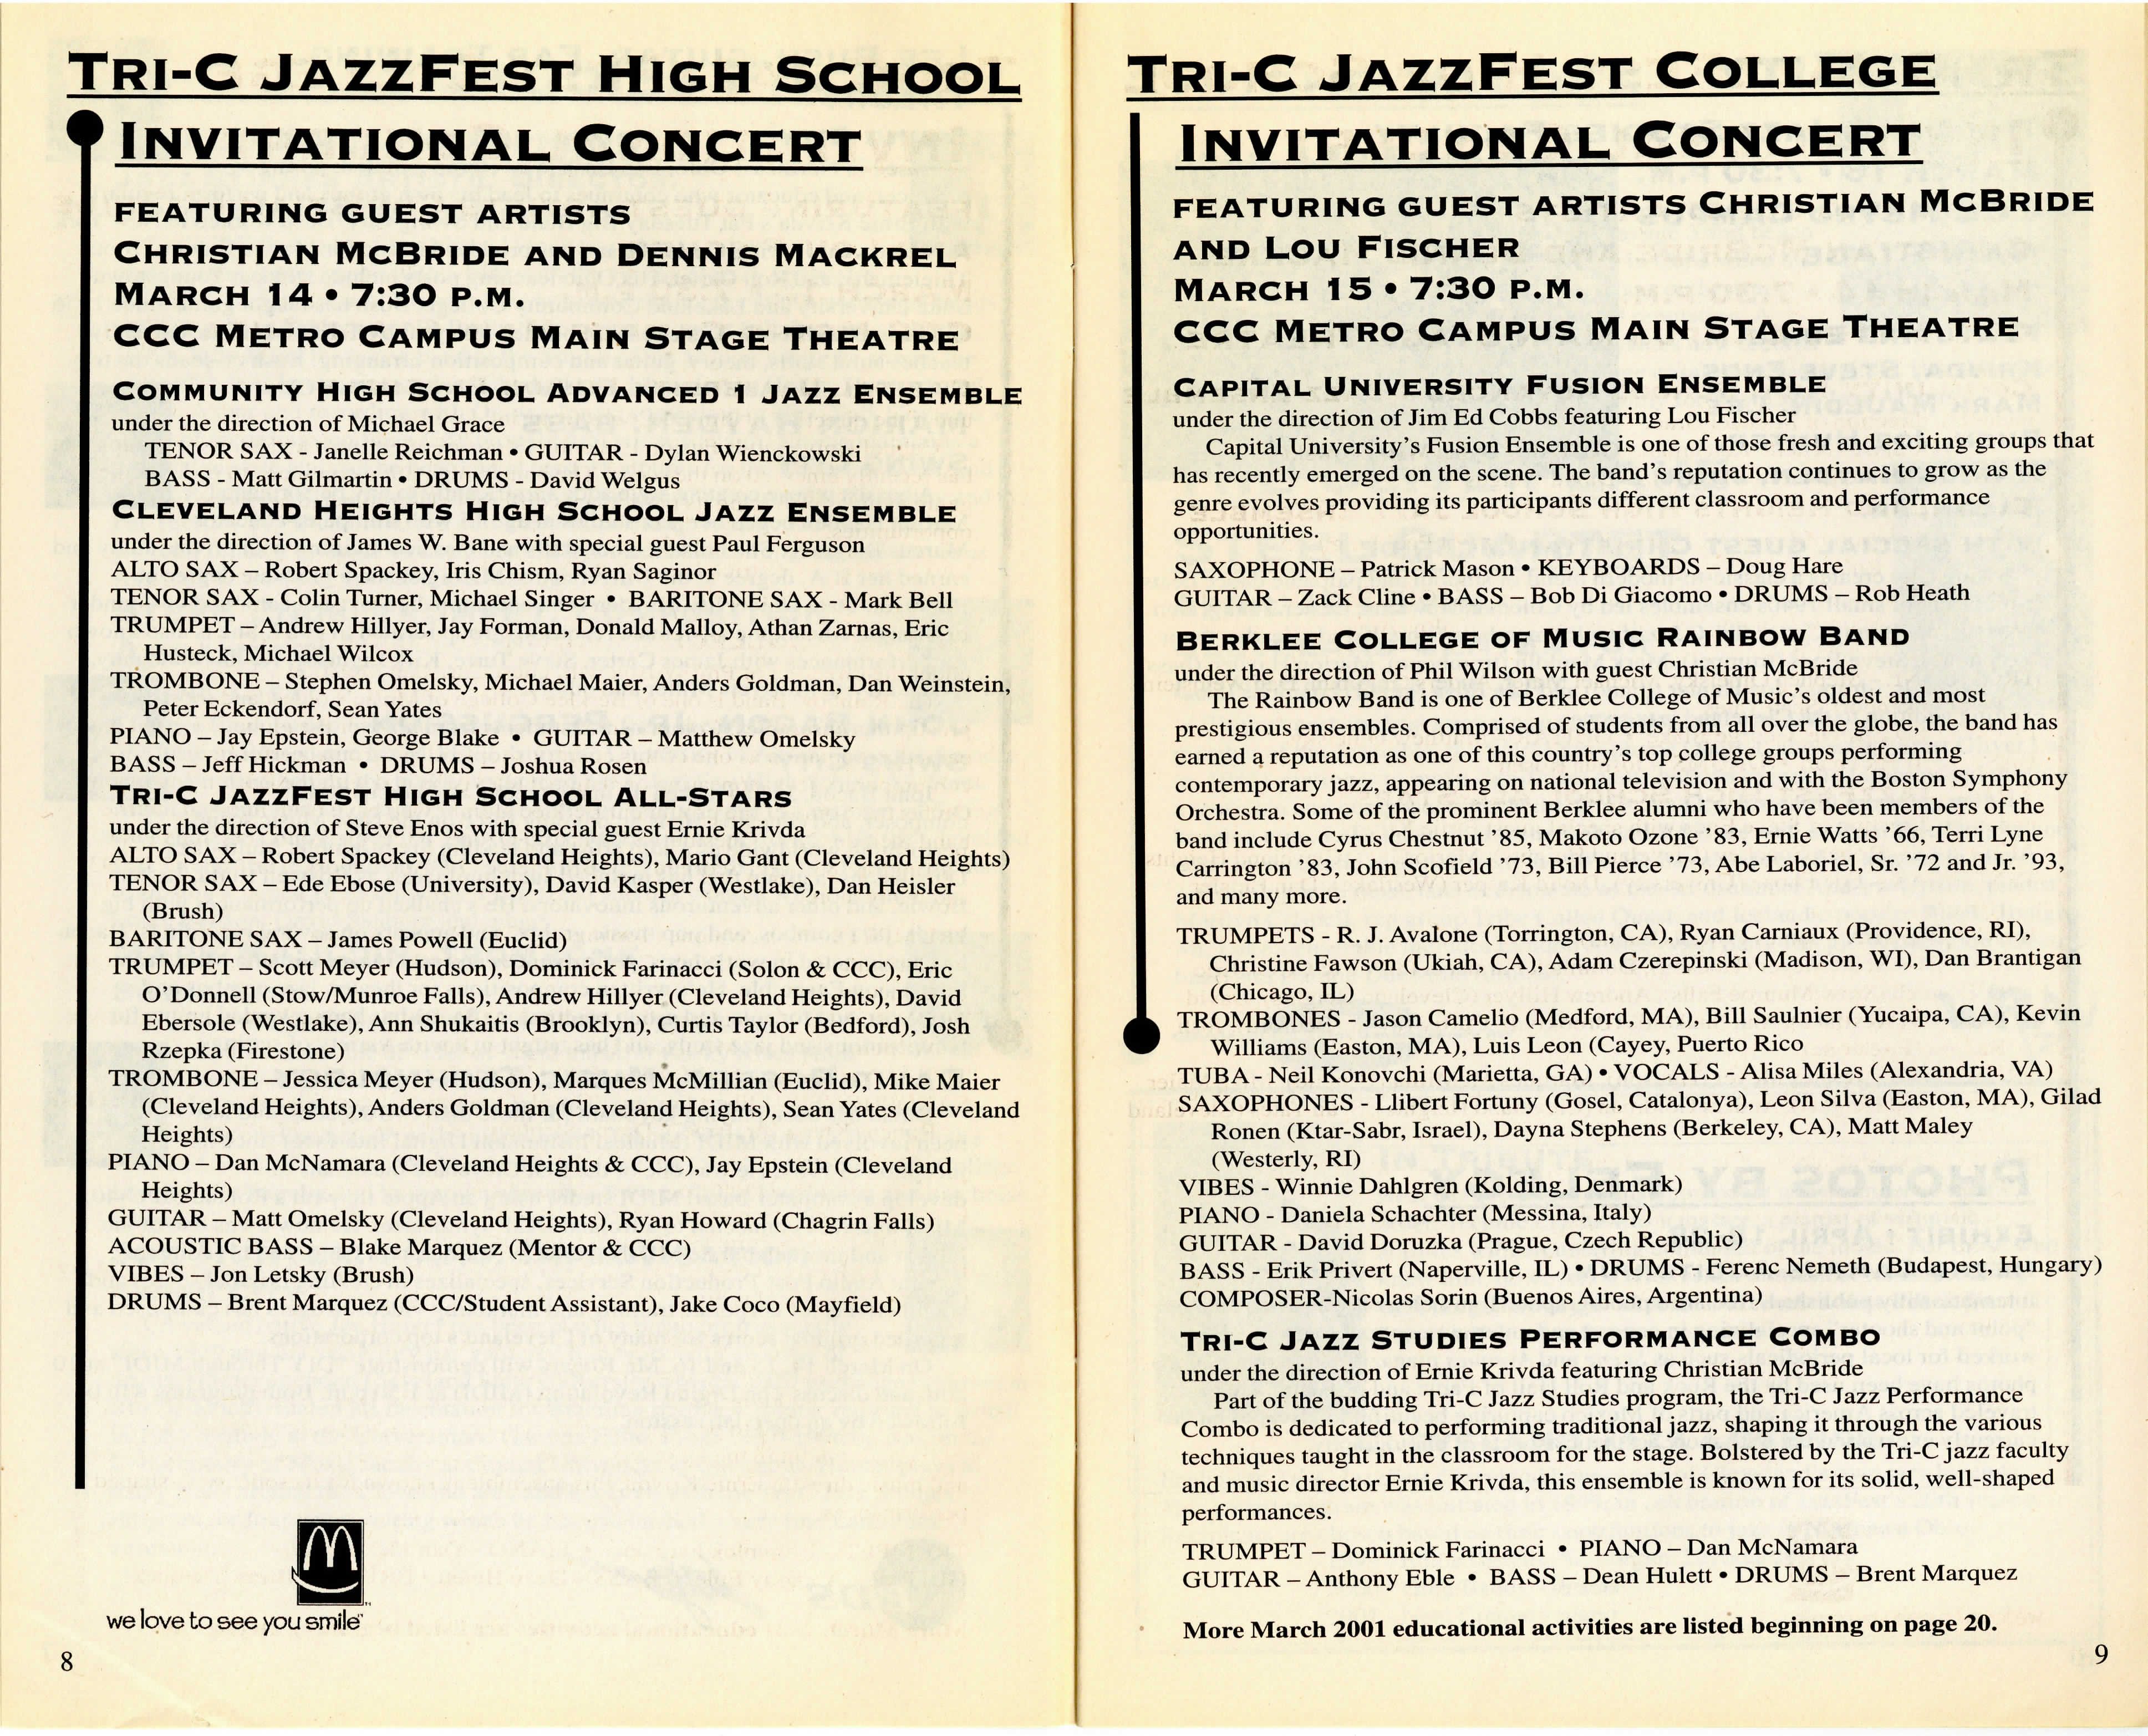 TRI-C JAZZFEST HIGH SCHOOL
INVITATIONAL CONCERT
FEATURING GUEST ARTISTS
CHRISTIAN MCBRIDE AND DENNIS MACKREL
MARCH 14 • 7:30 P.M.
CCC METRO CAMPUS MAIN STAGE THEATRE
COMMUNITY HIGH SCHOOL ADVANCED 1 JAZZ ENSEMBLE
under the direction of Michael Grace
TENOR SAX - Janelle Reichman • GUITAR - Dylan Wienckowski
BASS - Matt Gilmartin • DRUMS - David Welgus
CLEVELAND HEIGHTS HIGH SCHOOL JAZZ ENSEMBLE
under the direction of James W. Bane with special guest Paul Ferguson
ALTO SAX – Robert Spackey, Iris Chism, Ryan Saginor
TENOR SAX - Colin Turner, Michael Singer • BARITONE SAX - Mark Bell
TRUMPET – Andrew Hillyer, Jay Forman, Donald Malloy, Athan Zarnas, Eric
Husteck, Michael Wilcox
TROMBONE – Stephen Omelsky, Michael Maier, Anders Goldman, Dan Weinstein,
Peter Eckendorf, Sean Yates
PIANO – Jay Epstein, George Blake • GUITAR – Matthew Omelsky
BASS – Jeff Hickman • DRUMS – Joshua Rosen
TRI-C JAZZFEST HIGH SCHOOL ALL-STARS
under the direction of Steve Enos with special guest Ernie Krivda
ALTO SAX – Robert Spackey (Cleveland Heights), Mario Gant (Cleveland Heights)
TENOR SAX – Ede Ebose (University), David Kasper (Westlake), Dan Heisler
(Brush)
BARITONE SAX – James Powell (Euclid)
TRUMPET – Scott Meyer (Hudson), Dominick Farinacci (Solon & CCC), Eric
O'Donnell (Stow/Munroe Falls), Andrew Hillyer (Cleveland Heights), David
Ebersole (Westlake), Ann Shukaitis (Brooklyn), Curtis Taylor (Bedford), Josh
Rzepka (Firestone)
TROMBONE – Jessica Meyer (Hudson), Marques McMillian (Euclid), Mike Maier
(Cleveland Heights), Anders Goldman (Cleveland Heights), Sean Yates (Cleveland
Heights)
PIANO – Dan McNamara (Cleveland Heights & CCC), Jay Epstein (Cleveland
Heights)
GUITAR – Matt Omelsky (Cleveland Heights), Ryan Howard (Chagrin Falls)
ACOUSTIC BASS – Blake Marquez (Mentor & CCC)
VIBES – Jon Letsky (Brush)
DRUMS – Brent Marquez (CCC/Student Assistant), Jake Coco (Mayfield)
we love to see you smile™
8
TRI-C JAZZFEST COLLEGE
INVITATIONAL CONCERT
FEATURING GUEST ARTISTS CHRISTIAN MCBRIDE
AND LOU FISCHER
MARCH 15 • 7:30 P.M.
CCC METRO CAMPUS MAIN STAGE THEATRE
CAPITAL UNIVERSITY FUSION ENSEMBLE
under the direction of Jim Ed Cobbs featuring Lou Fischer
Capital University's Fusion Ensemble is one of those fresh and exciting groups that
has recently emerged on the scene. The band's reputation continues to grow as the
genre evolves providing its participants different classroom and performance
opportunities.
SAXOPHONE – Patrick Mason • KEYBOARDS – Doug Hare
GUITAR – Zack Cline • BASS – Bob Di Giacomo • DRUMS – Rob Heath
BERKLEE COLLEGE OF MUSIC RAINBOW BAND
under the direction of Phil Wilson with guest Christian McBride
The Rainbow Band is one of Berklee College of Music's oldest and most
prestigious ensembles. Comprised of students from all over the globe, the band has
earned a reputation as one of this country's top college groups performing
contemporary jazz, appearing on national television and with the Boston Symphony
Orchestra. Some of the prominent Berklee alumni who have been members of the
band include Cyrus Chestnut '85, Makoto Ozone '83, Ernie Watts '66, Terri Lyne
Carrington '83, John Scofield '73, Bill Pierce '73, Abe Laboriel, Sr. '72 and Jr. '93,
and many more.
TRUMPETS - R. J. Avalone (Torrington, CA), Ryan Carniaux (Providence, RI),
Christine Fawson (Ukiah, CA), Adam Czerepinski (Madison, WI), Dan Brantigan
(Chicago, IL)
TROMBONES - Jason Camelio (Medford, MA), Bill Saulnier (Yucaipa, CA), Kevin
Williams (Easton, MA), Luis Leon (Cayey, Puerto Rico
TUBA - Neil Konovchi (Marietta, GA) • VOCALS - Alisa Miles (Alexandria, VA)
SAXOPHONES - Llibert Fortuny (Gosel, Catalonya), Leon Silva (Easton, MA), Gilad
Ronen (Ktar-Sabr, Israel), Dayna Stephens (Berkeley, CA), Matt Maley
(Westerly, RI)
VIBES - Winnie Dahlgren (Kolding, Denmark)
PIANO - Daniela Schachter (Messina, Italy)
GUITAR - David Doruzka (Prague, Czech Republic)
BASS - Erik Privert (Naperville, IL) • DRUMS - Ferenc Nemeth (Budapest, Hungary)
COMPOSER-Nicolas Sorin (Buenos Aires, Argentina)
TRI-C JAZZ STUDIES PERFORMANCE COMBO
under the direction of Ernie Krivda featuring Christian McBride
Part of the budding Tri-C Jazz Studies program, the Tri-C Jazz Performance
Combo is dedicated to performing traditional jazz, shaping it through the various
techniques taught in the classroom for the stage. Bolstered by the Tri-C jazz faculty
and music director Ernie Krivda, this ensemble is known for its solid, well-shaped
performances.
TRUMPET – Dominick Farinacci • PIANO – Dan McNamara
GUITAR – Anthony Eble • BASS – Dean Hulett • DRUMS – Brent Marquez
More March 2001 educational activities are listed beginning on page 20.
9